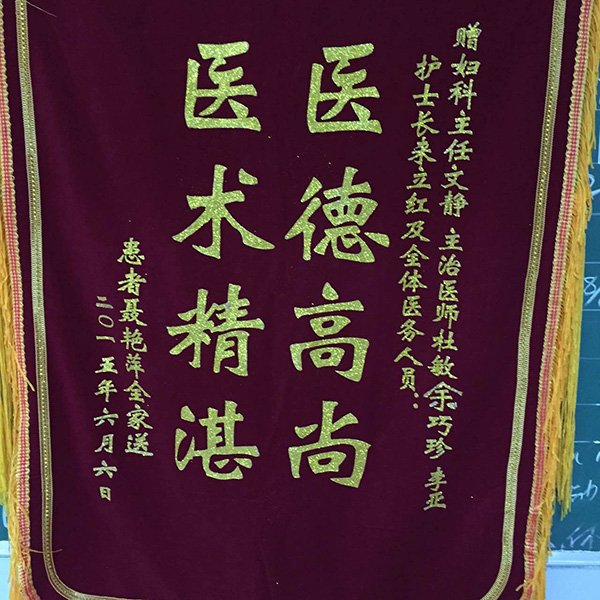 赠妇科主任文静 主治医师杜敏 余巧珍 李亚
护士长来立红及全体医务人员:
医德高尚
医术精湛
患者聂艳萍全家送
二〇一五年六月六日